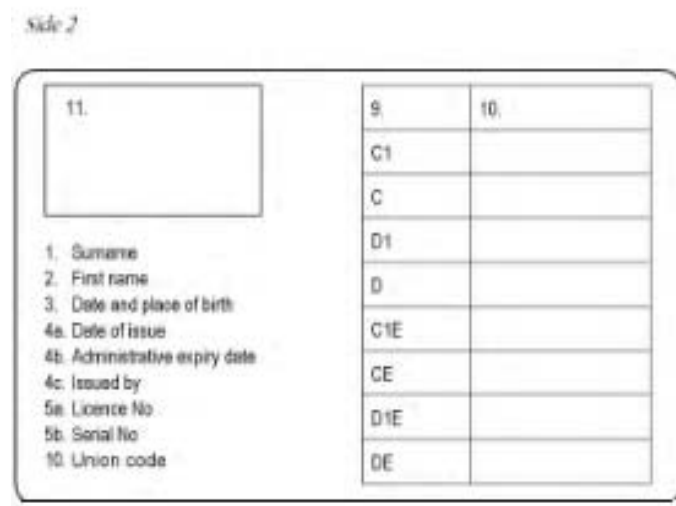 Side 2
11.
1. Surname
2. First name
3. Date and place of birth
4a. Date of issue
4b. Administrative expiry date
4c. Issued by
5a. Licence No
5b. Serial No
10. Union code
9. 10.
C1
C
D1
D
C1E
CE
D1E
DE